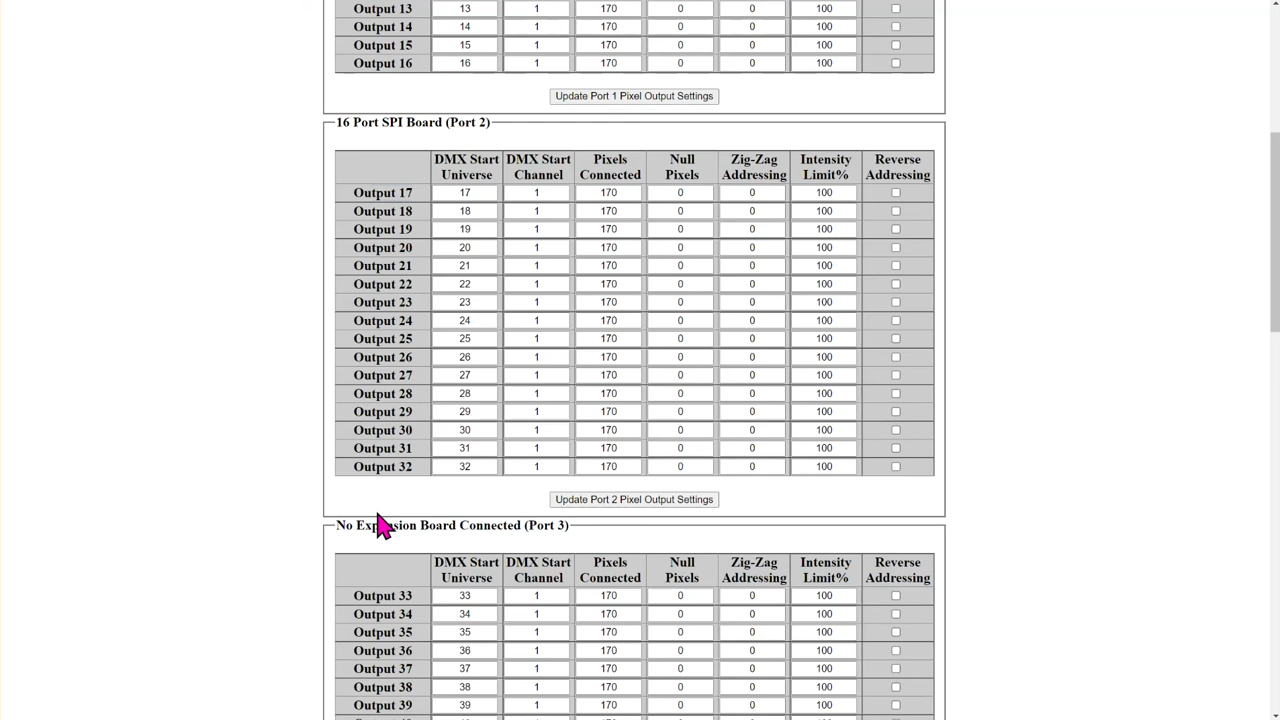 Output 13 13 1 170 0 0 100
Output 14 14 1 170 0 0 100
Output 15 15 1 170 0 0 100
Output 16 16 1 170 0 0 100
Update Port 1 Pixel Output Settings
16 Port SPI Board (Port 2)
DMX Start DMX Start Pixels Null Zig-Zag Intensity Reverse
Universe Channel Connected Pixels Addressing Limit% Addressing
Output 17 17 1 170 0 0 100
Output 18 18 1 170 0 0 100
Output 19 19 1 170 0 0 100
Output 20 20 1 170 0 0 100
Output 21 21 1 170 0 0 100
Output 22 22 1 170 0 0 100
Output 23 23 1 170 0 0 100
Output 24 24 1 170 0 0 100
Output 25 25 1 170 0 0 100
Output 26 26 1 170 0 0 100
Output 27 27 1 170 0 0 100
Output 28 28 1 170 0 0 100
Output 29 29 1 170 0 0 100
Output 30 30 1 170 0 0 100
Output 31 31 1 170 0 0 100
Output 32 32 1 170 0 0 100
Update Port 2 Pixel Output Settings
No Expansion Board Connected (Port 3)
DMX Start DMX Start Pixels Null Zig-Zag Intensity Reverse
Universe Channel Connected Pixels Addressing Limit% Addressing
Output 33 33 1 170 0 0 100
Output 34 34 1 170 0 0 100
Output 35 35 1 170 0 0 100
Output 36 36 1 170 0 0 100
Output 37 37 1 170 0 0 100
Output 38 38 1 170 0 0 100
Output 39 39 1 170 0 0 100